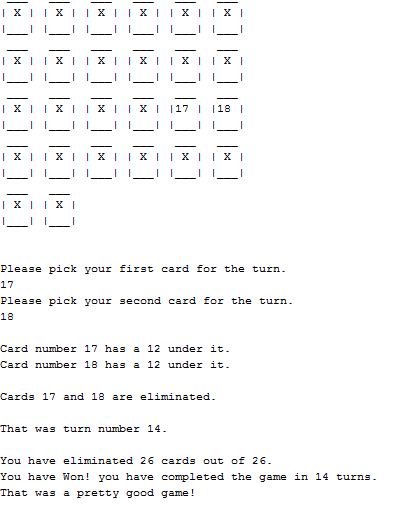 ___   ___   ___   ___   ___   ___
| X | | X | | X | | X | | X | | X |
|___| |___| |___| |___| |___| |___|
 ___   ___   ___   ___   ___   ___
| X | | X | | X | | X | | X | | X |
|___| |___| |___| |___| |___| |___|
 ___   ___   ___   ___   ___   ___
| X | | X | | X | | X | |17 | |18 |
|___| |___| |___| |___| |___| |___|
 ___   ___   ___   ___   ___   ___
| X | | X | | X | | X | | X | | X |
|___| |___| |___| |___| |___| |___|
 ___   ___
| X | | X |
|___| |___|
Please pick your first card for the turn.
17
Please pick your second card for the turn.
18
Card number 17 has a 12 under it.
Card number 18 has a 12 under it.
Cards 17 and 18 are eliminated.
That was turn number 14.
You have eliminated 26 cards out of 26.
You have Won! you have completed the game in 14 turns.
That was a pretty good game!